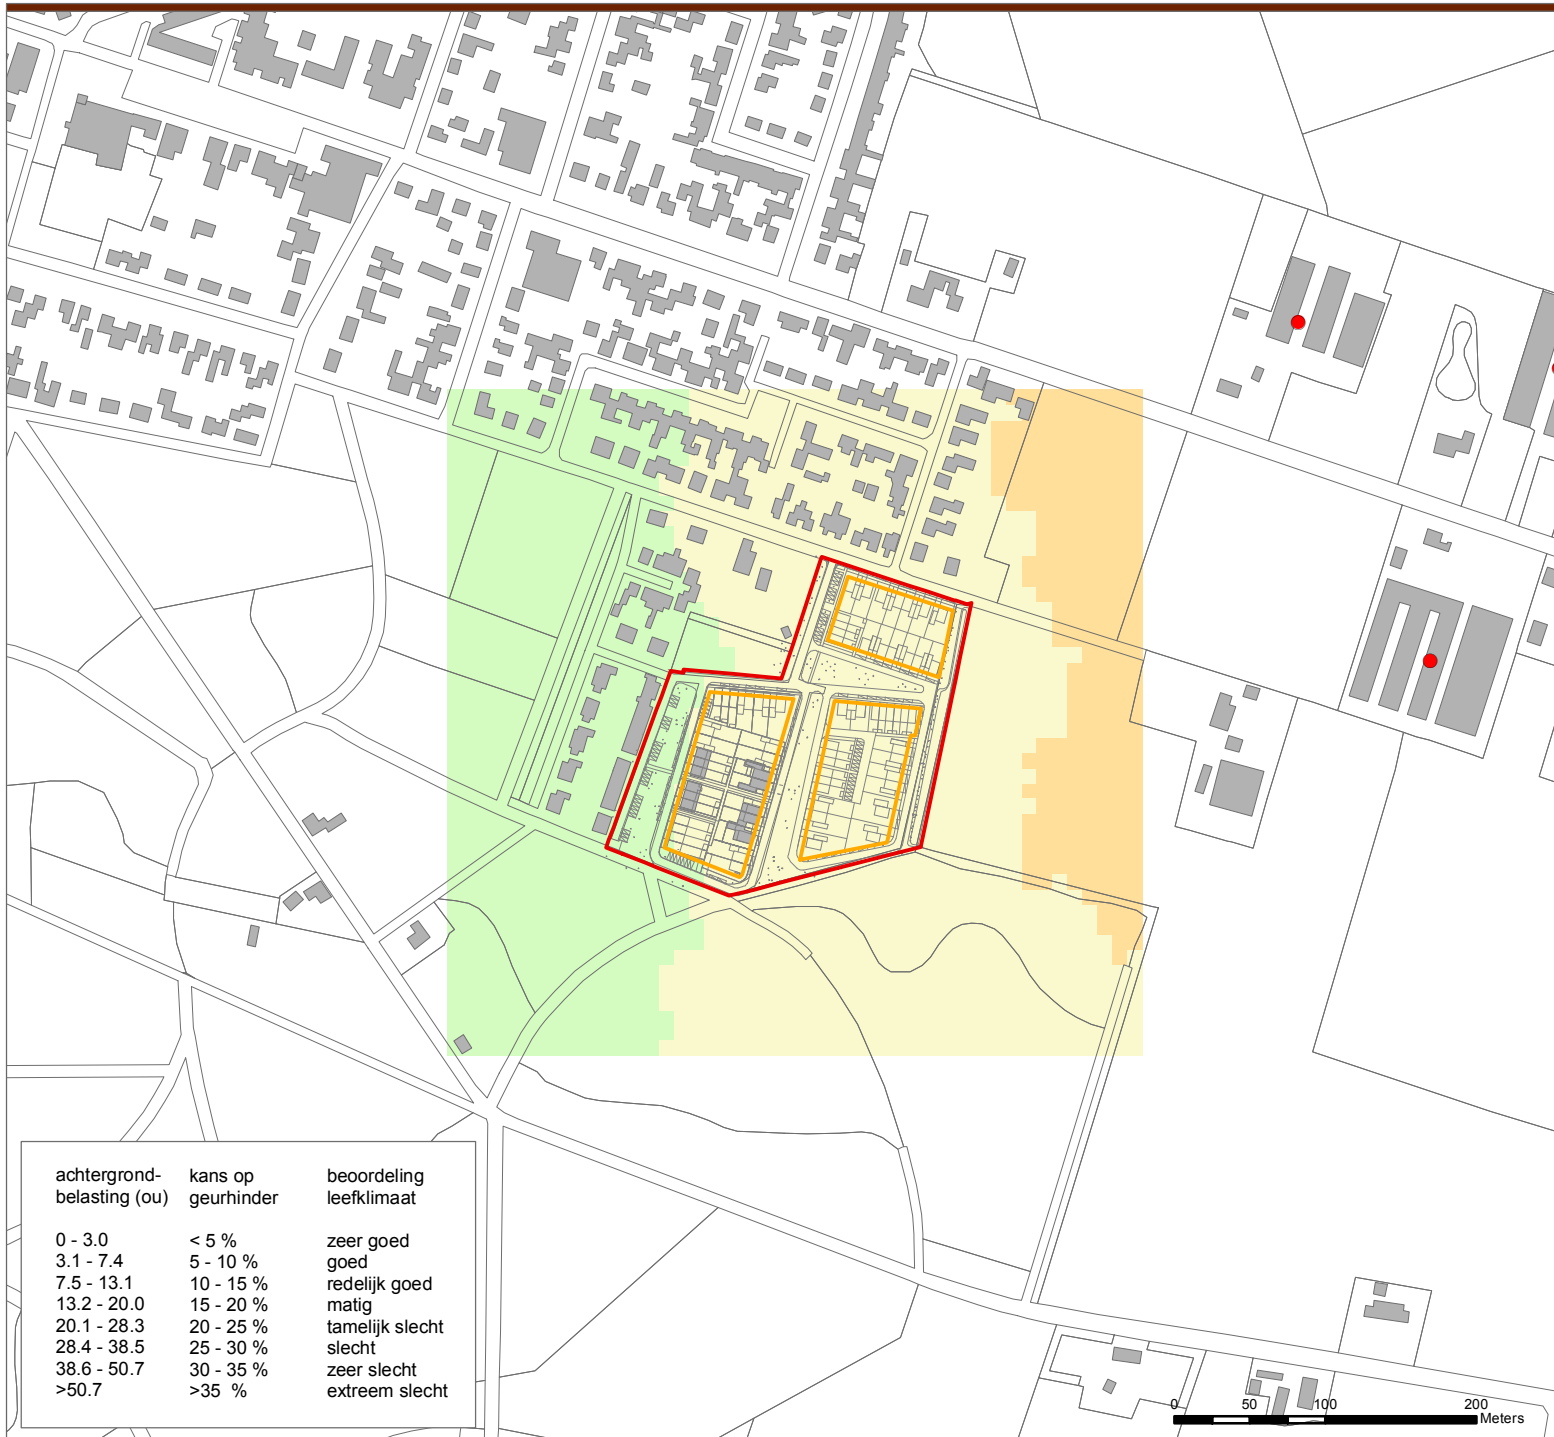 achtergrond- kans op beoordeling
belasting (ou) geurhinder leefklimaat
0 - 3.0 < 5 % zeer goed
3.1 - 7.4 5 - 10 % goed
7.5 - 13.1 10 - 15 % redelijk goed
13.2 - 20.0 15 - 20 % matig
20.1 - 28.3 20 - 25 % tamelijk slecht
28.4 - 38.5 25 - 30 % slecht
38.6 - 50.7 30 - 35 % zeer slecht
>50.7 >35 % extreem slecht
0 50 100 200
Meters